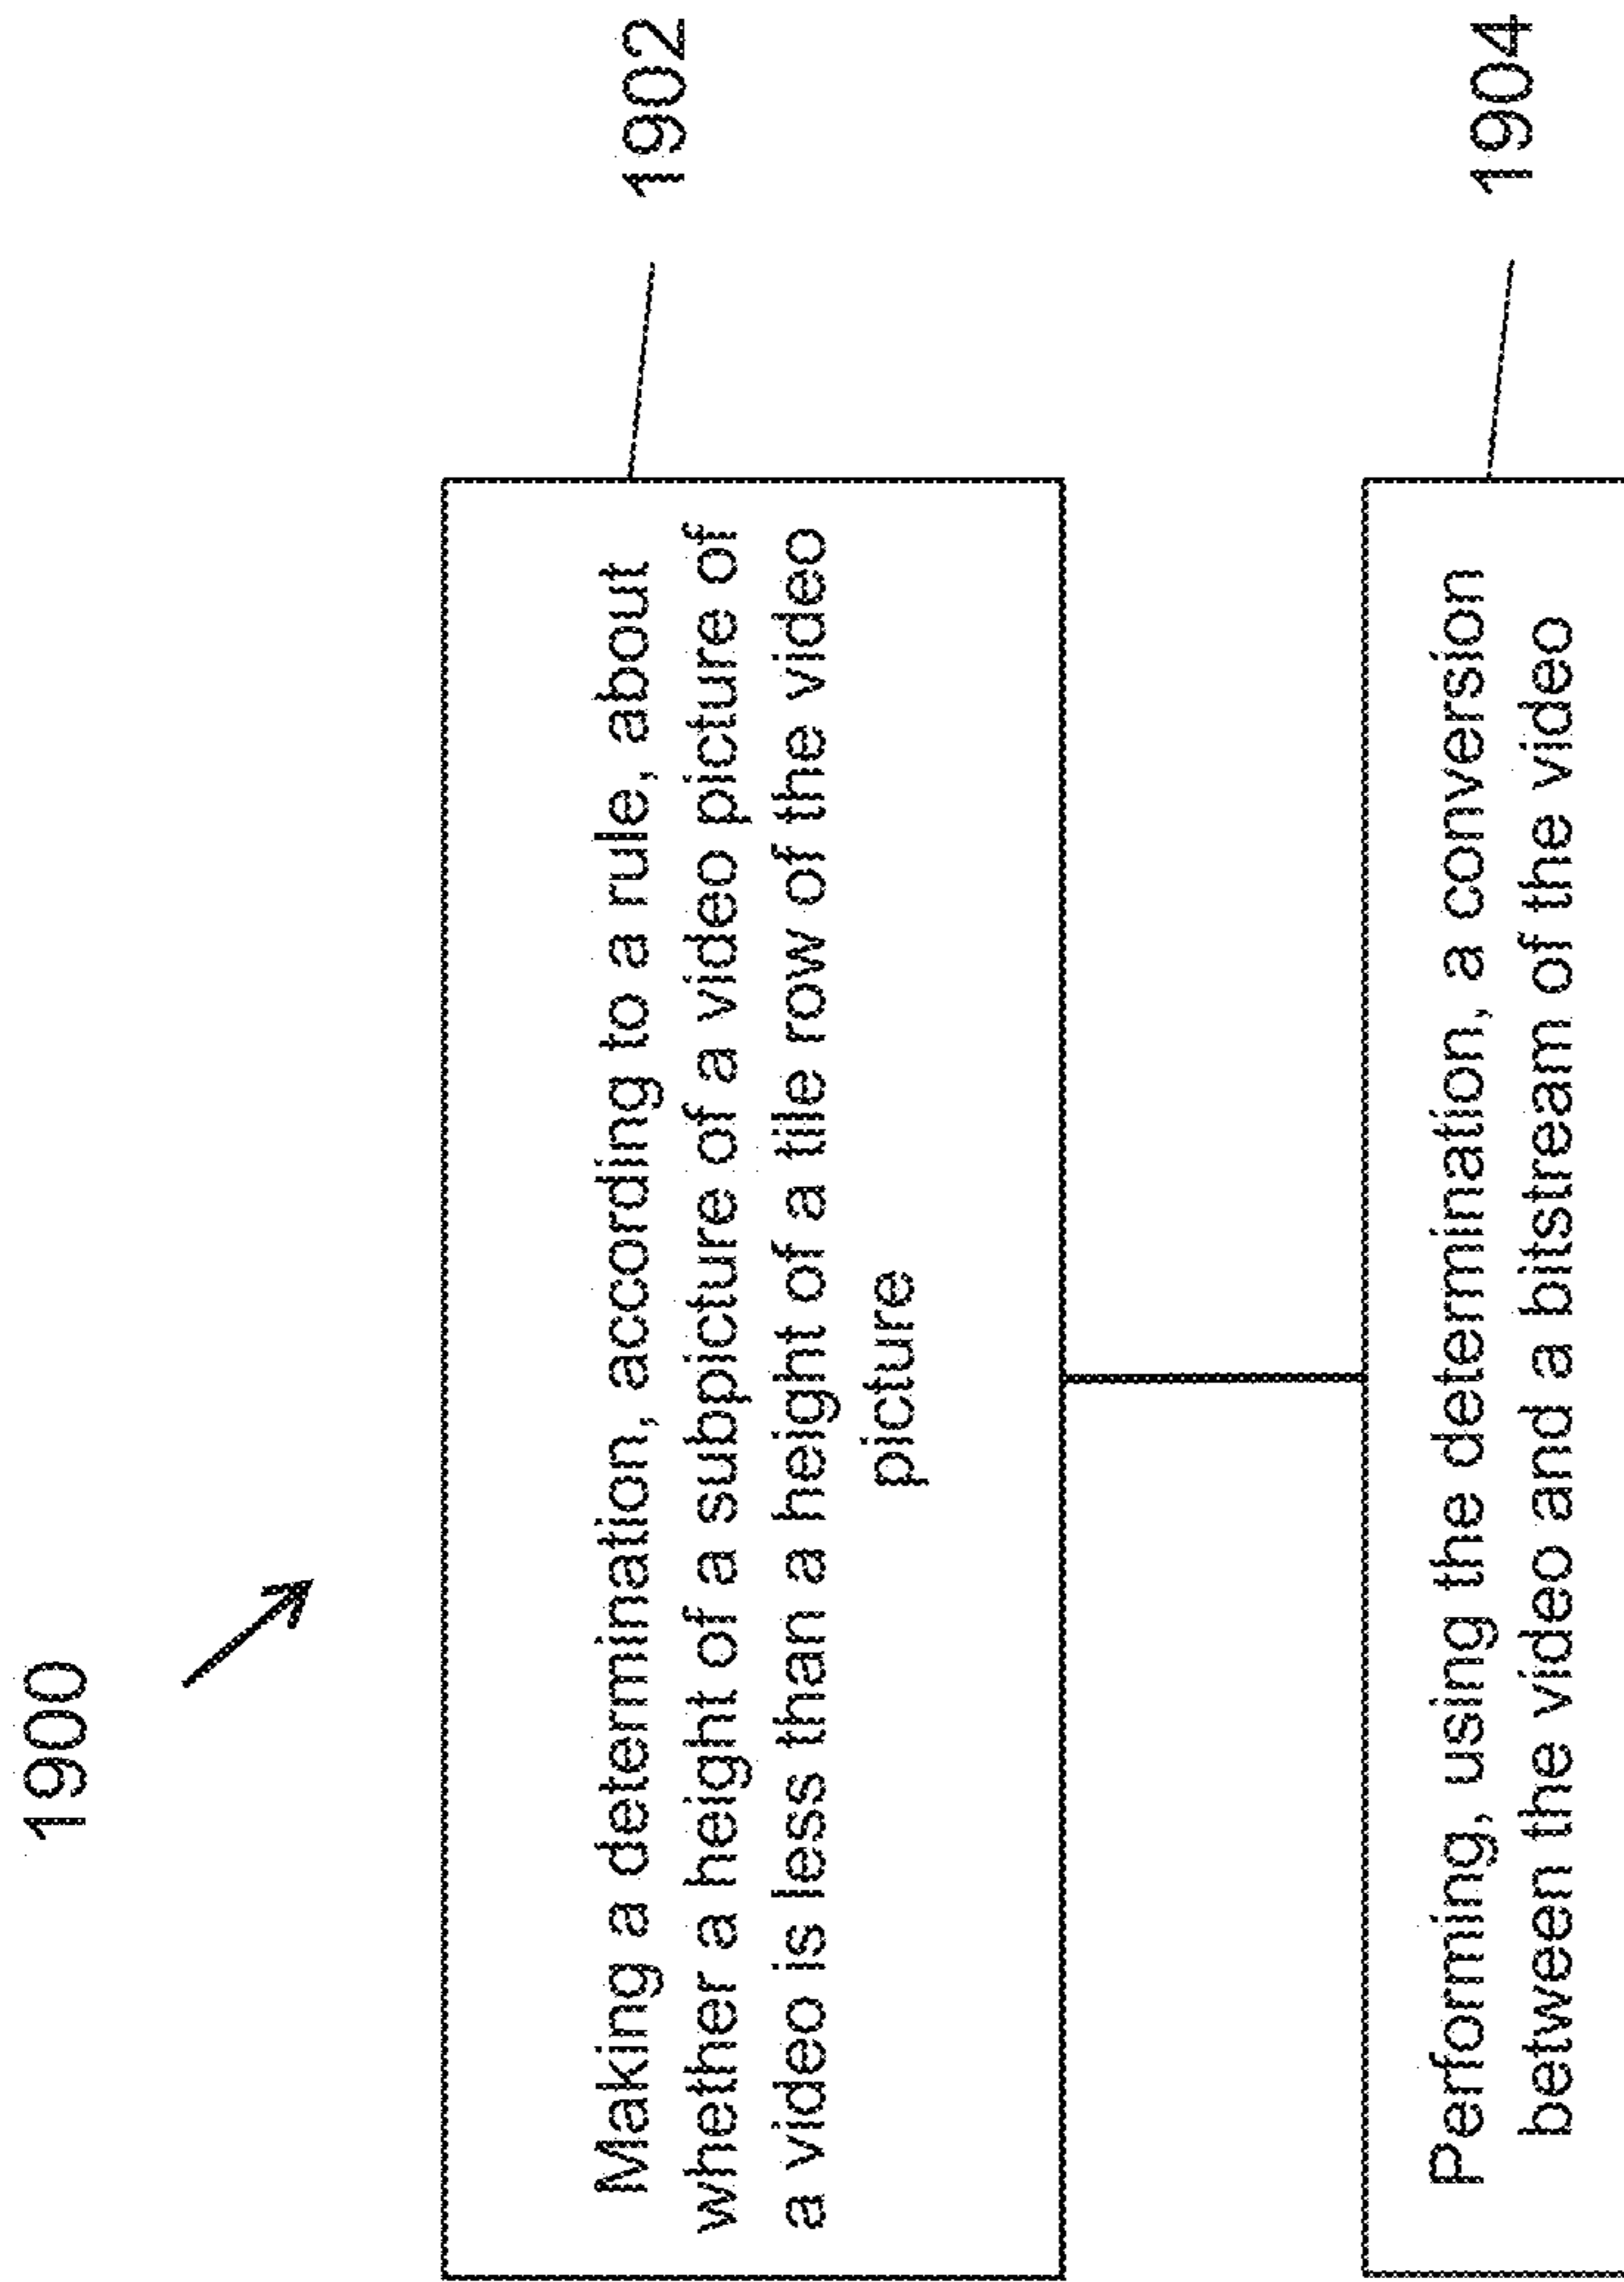 1900
Making a determination, according to a rule, about
whether a height of a subpicture of a video picture of
a video is less than a height of a tile row of the video
picture
1902
Performing, using the determination, a conversion
between the video and a bitstream of the video
1904